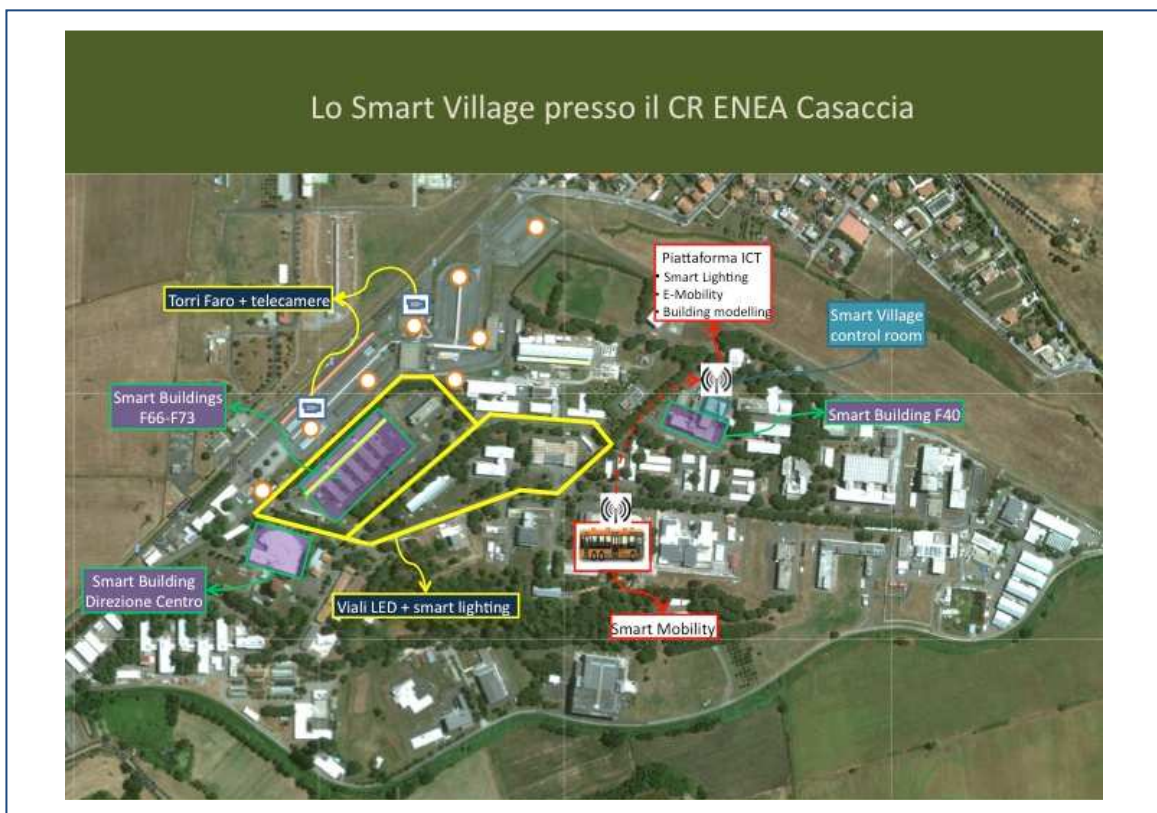 Lo Smart Village presso il CR ENEA Casaccia
Piattaforma ICT
• Smart Lighting
• E-Mobility
• Building modelling
Torri Faro + telecamere
Smart Village
control room
Smart Buildings
F66-F73
Smart Building F40
Smart Building
Direzione Centro
Viali LED + smart lighting
Smart Mobility